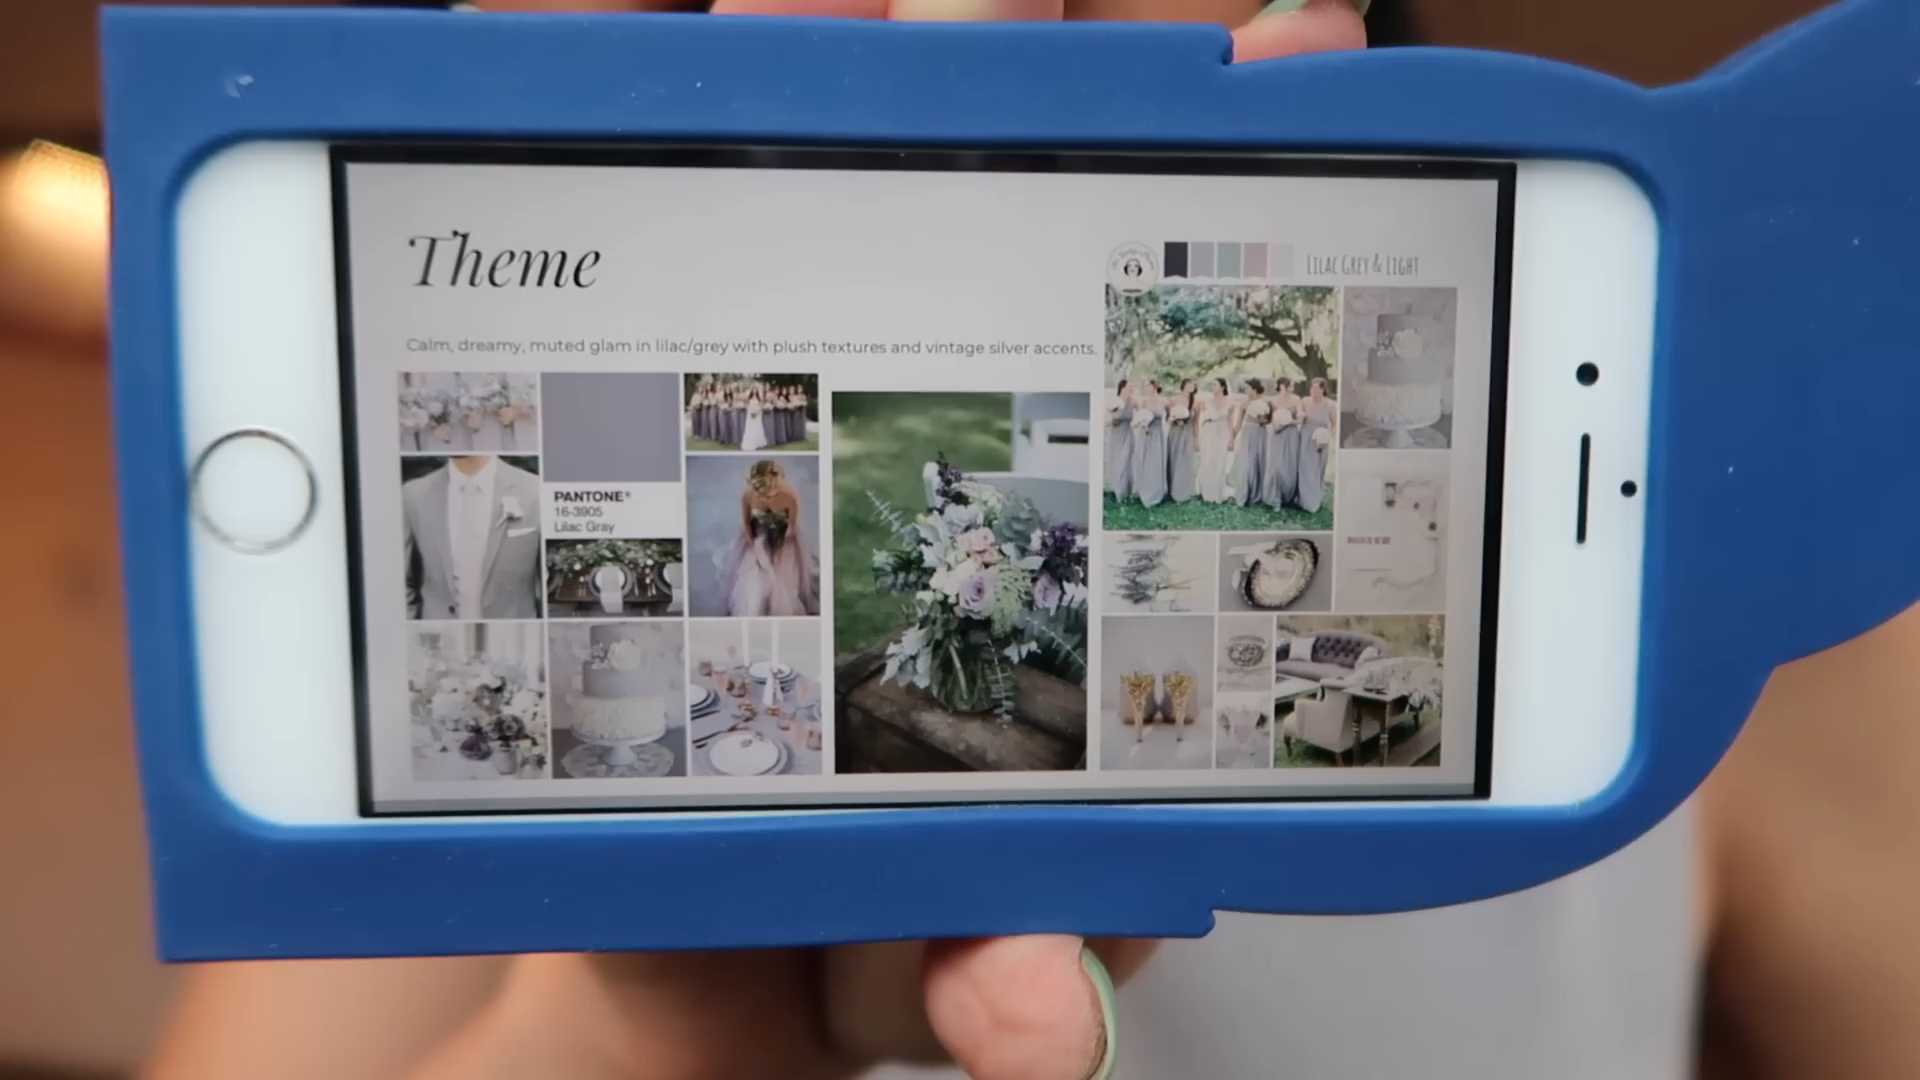 Theme
LILAC GREY & LIGHT
Calm, dreamy, muted glam in lilac/grey with plush textures and vintage silver accents.
PANTONE®
16-3905
Lilac Gray